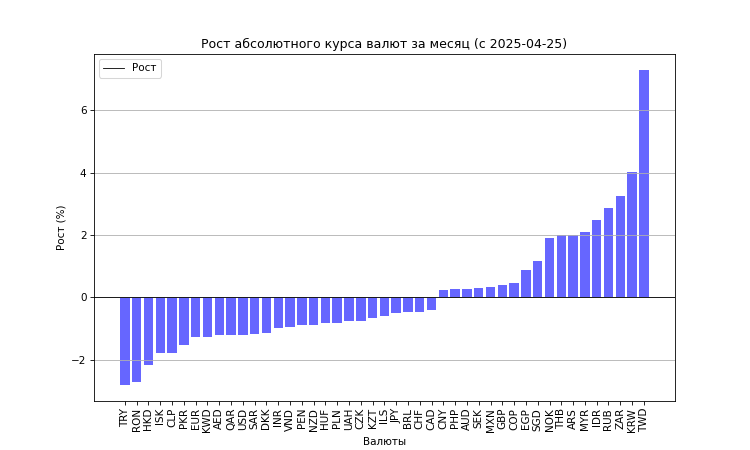 Рост абсолютного курса валют за месяц (с 2025-04-25)
Рост
6
4
2
0
−2
Рост (%)
TRY RON HKD ISK CLP PKR EUR KWD AED QAR USD SAR DKK INR VND PEN NZD HUF PLN UAH CZK KZT ILS JPY BRL CHF CAD CNY PHP AUD SEK MXN GBP COP EGP SGD NOK THB ARS MYR IDR RUB ZAR KRW TWD
Валюты